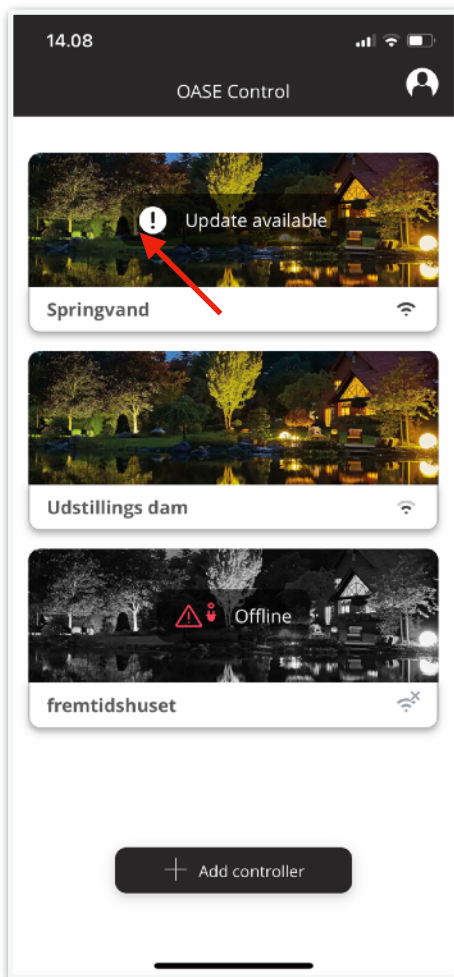 14.08
OASE Control
! Update available
Springvand
Udstillings dam
Offline
fremtidshuset
+ Add controller